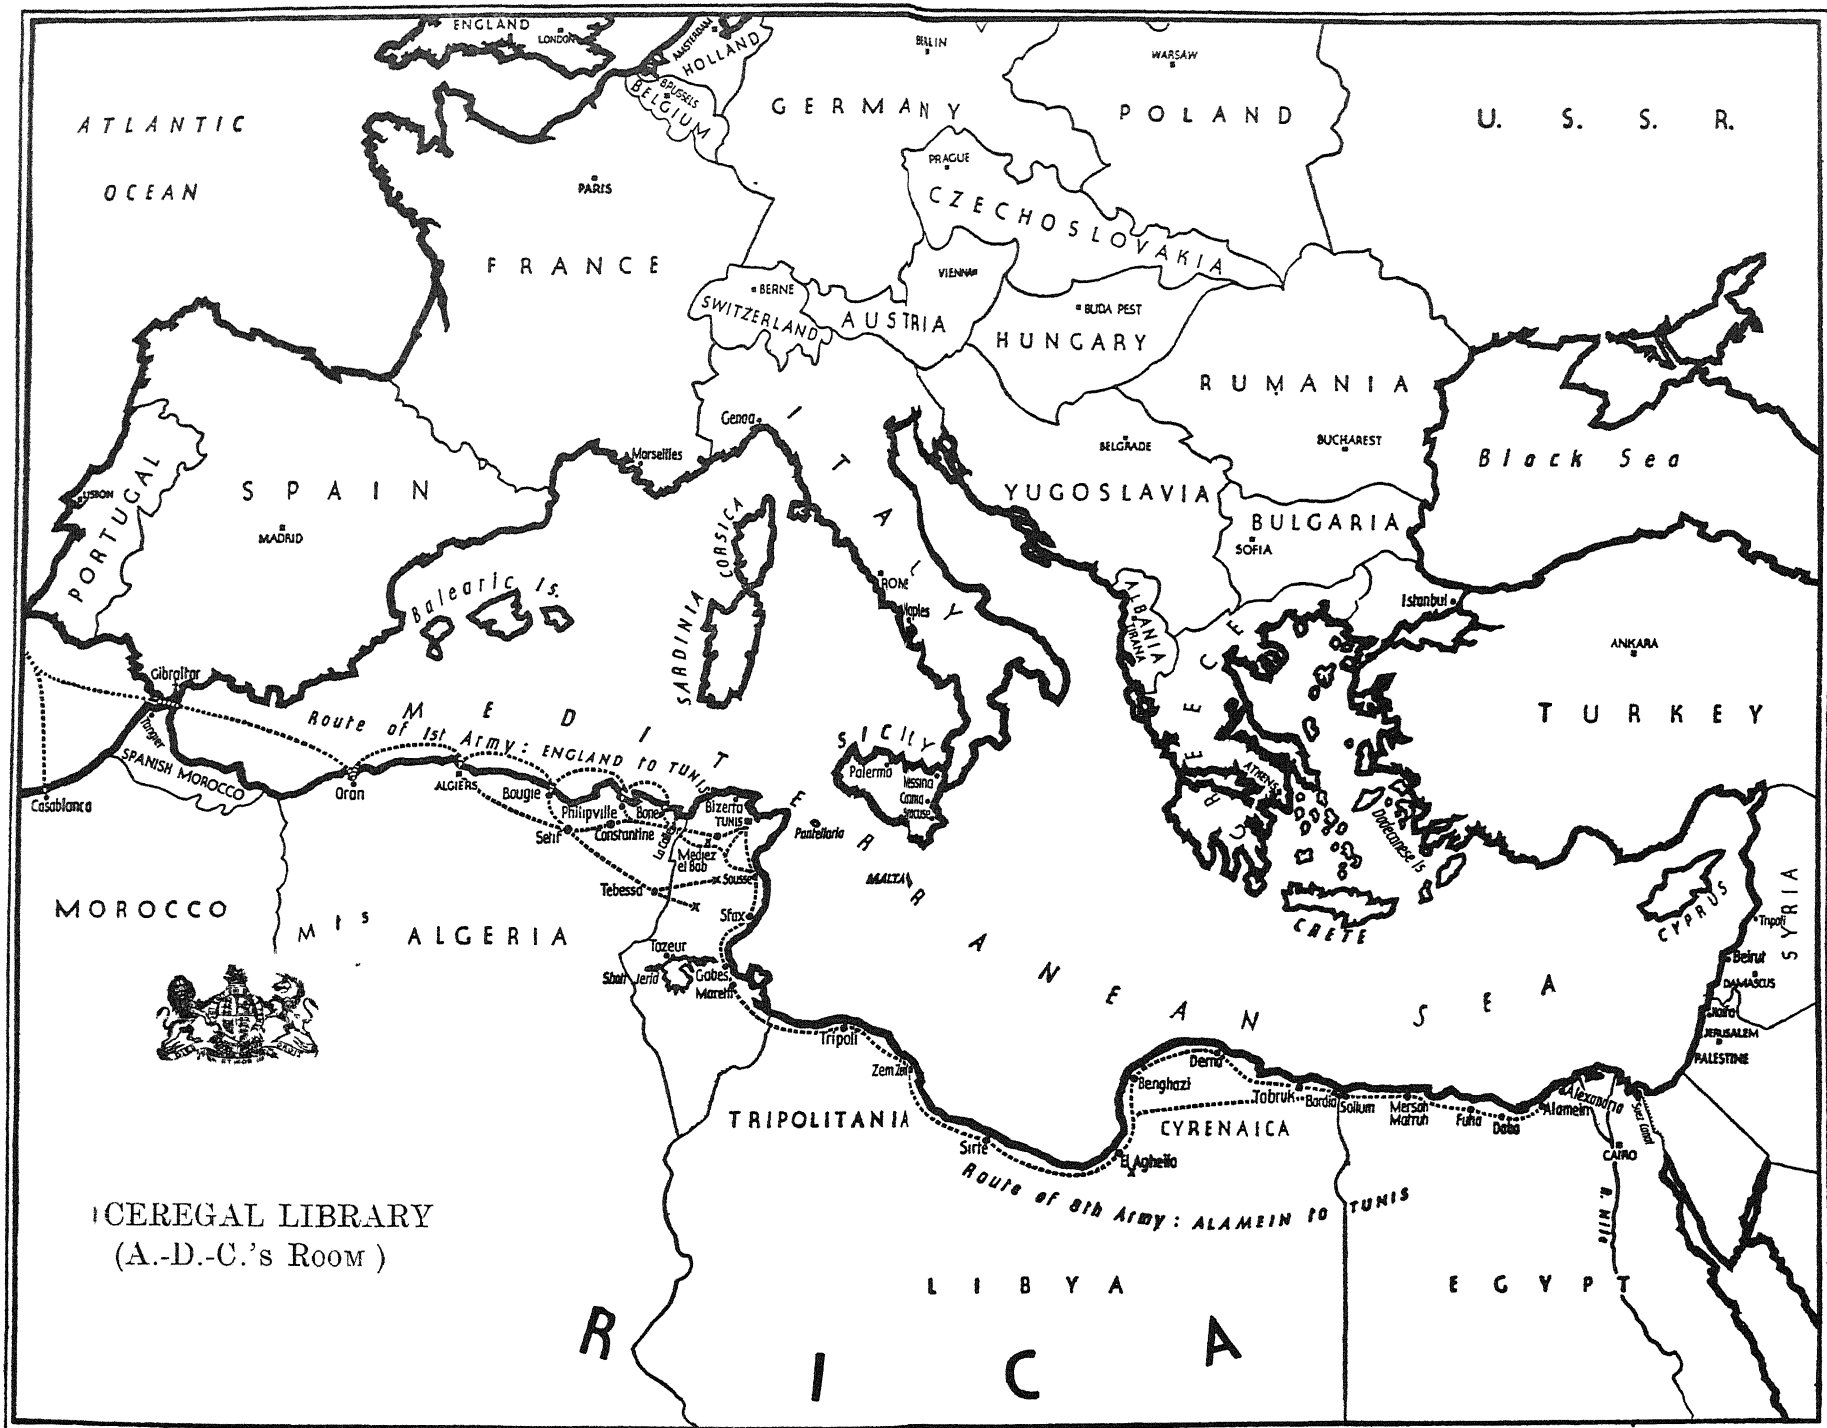 ENGLAND
LONDON
AMSTERDAM
HOLLAND
BRUSSELS
BELGIUM
BERLIN
GERMANY
WARSAW
POLAND
U. S. S. R.
ATLANTIC
OCEAN
PARIS
FRANCE
PRAGUE
CZECHOSLOVAKIA
VIENNA
BERNE
SWITZERLAND
AUSTRIA
BUDA PEST
HUNGARY
RUMANIA
BUCHAREST
Black Sea
Genoa
Marseilles
ITALY
BELGRADE
YUGOSLAVIA
BULGARIA
SOFIA
LISBON
PORTUGAL
SPAIN
MADRID
Balearic Is.
CORSICA
SARDINIA
ROME
Naples
ALBANIA
TIRANA
GREECE
ATHENS
Istanbul
ANKARA
TURKEY
Gibraltar
Tangier
SPANISH MOROCCO
Casablanca
Route of 1st Army: ENGLAND to TUNIS
MEDITERRANEAN SEA
SICILY
Palermo
Messina
Pantellaria
MALTA
Dodecanese Is
CRETE
CYPRUS
SYRIA
Tripoli
Beirut
DAMASCUS
Haifa
JERUSALEM
PALESTINE
Oran
ALGIERS
Bougie
Philipville
Bone
Bizerta
TUNIS
Setif
Constantine
Medjez
el Bab
Tebessa
Sousse
Sfax
Tozeur
Shott Jerid
Gabes
Mareth
MOROCCO
MIS
ALGERIA
Tripoli
Zem Zem
TRIPOLITANIA
Sirte
Benghazi
Derna
Tobruk
Bardia
Sollum
Mersah
Matruh
Fuka
Daba
Alamein
Alexandria
Suez Canal
CAIRO
R. Nile
CYRENAICA
El Agheila
Route of 8th Army: ALAMEIN to TUNIS
CEREGAL LIBRARY
(A.-D.-C.'s ROOM)
LIBYA
EGYPT
RICA